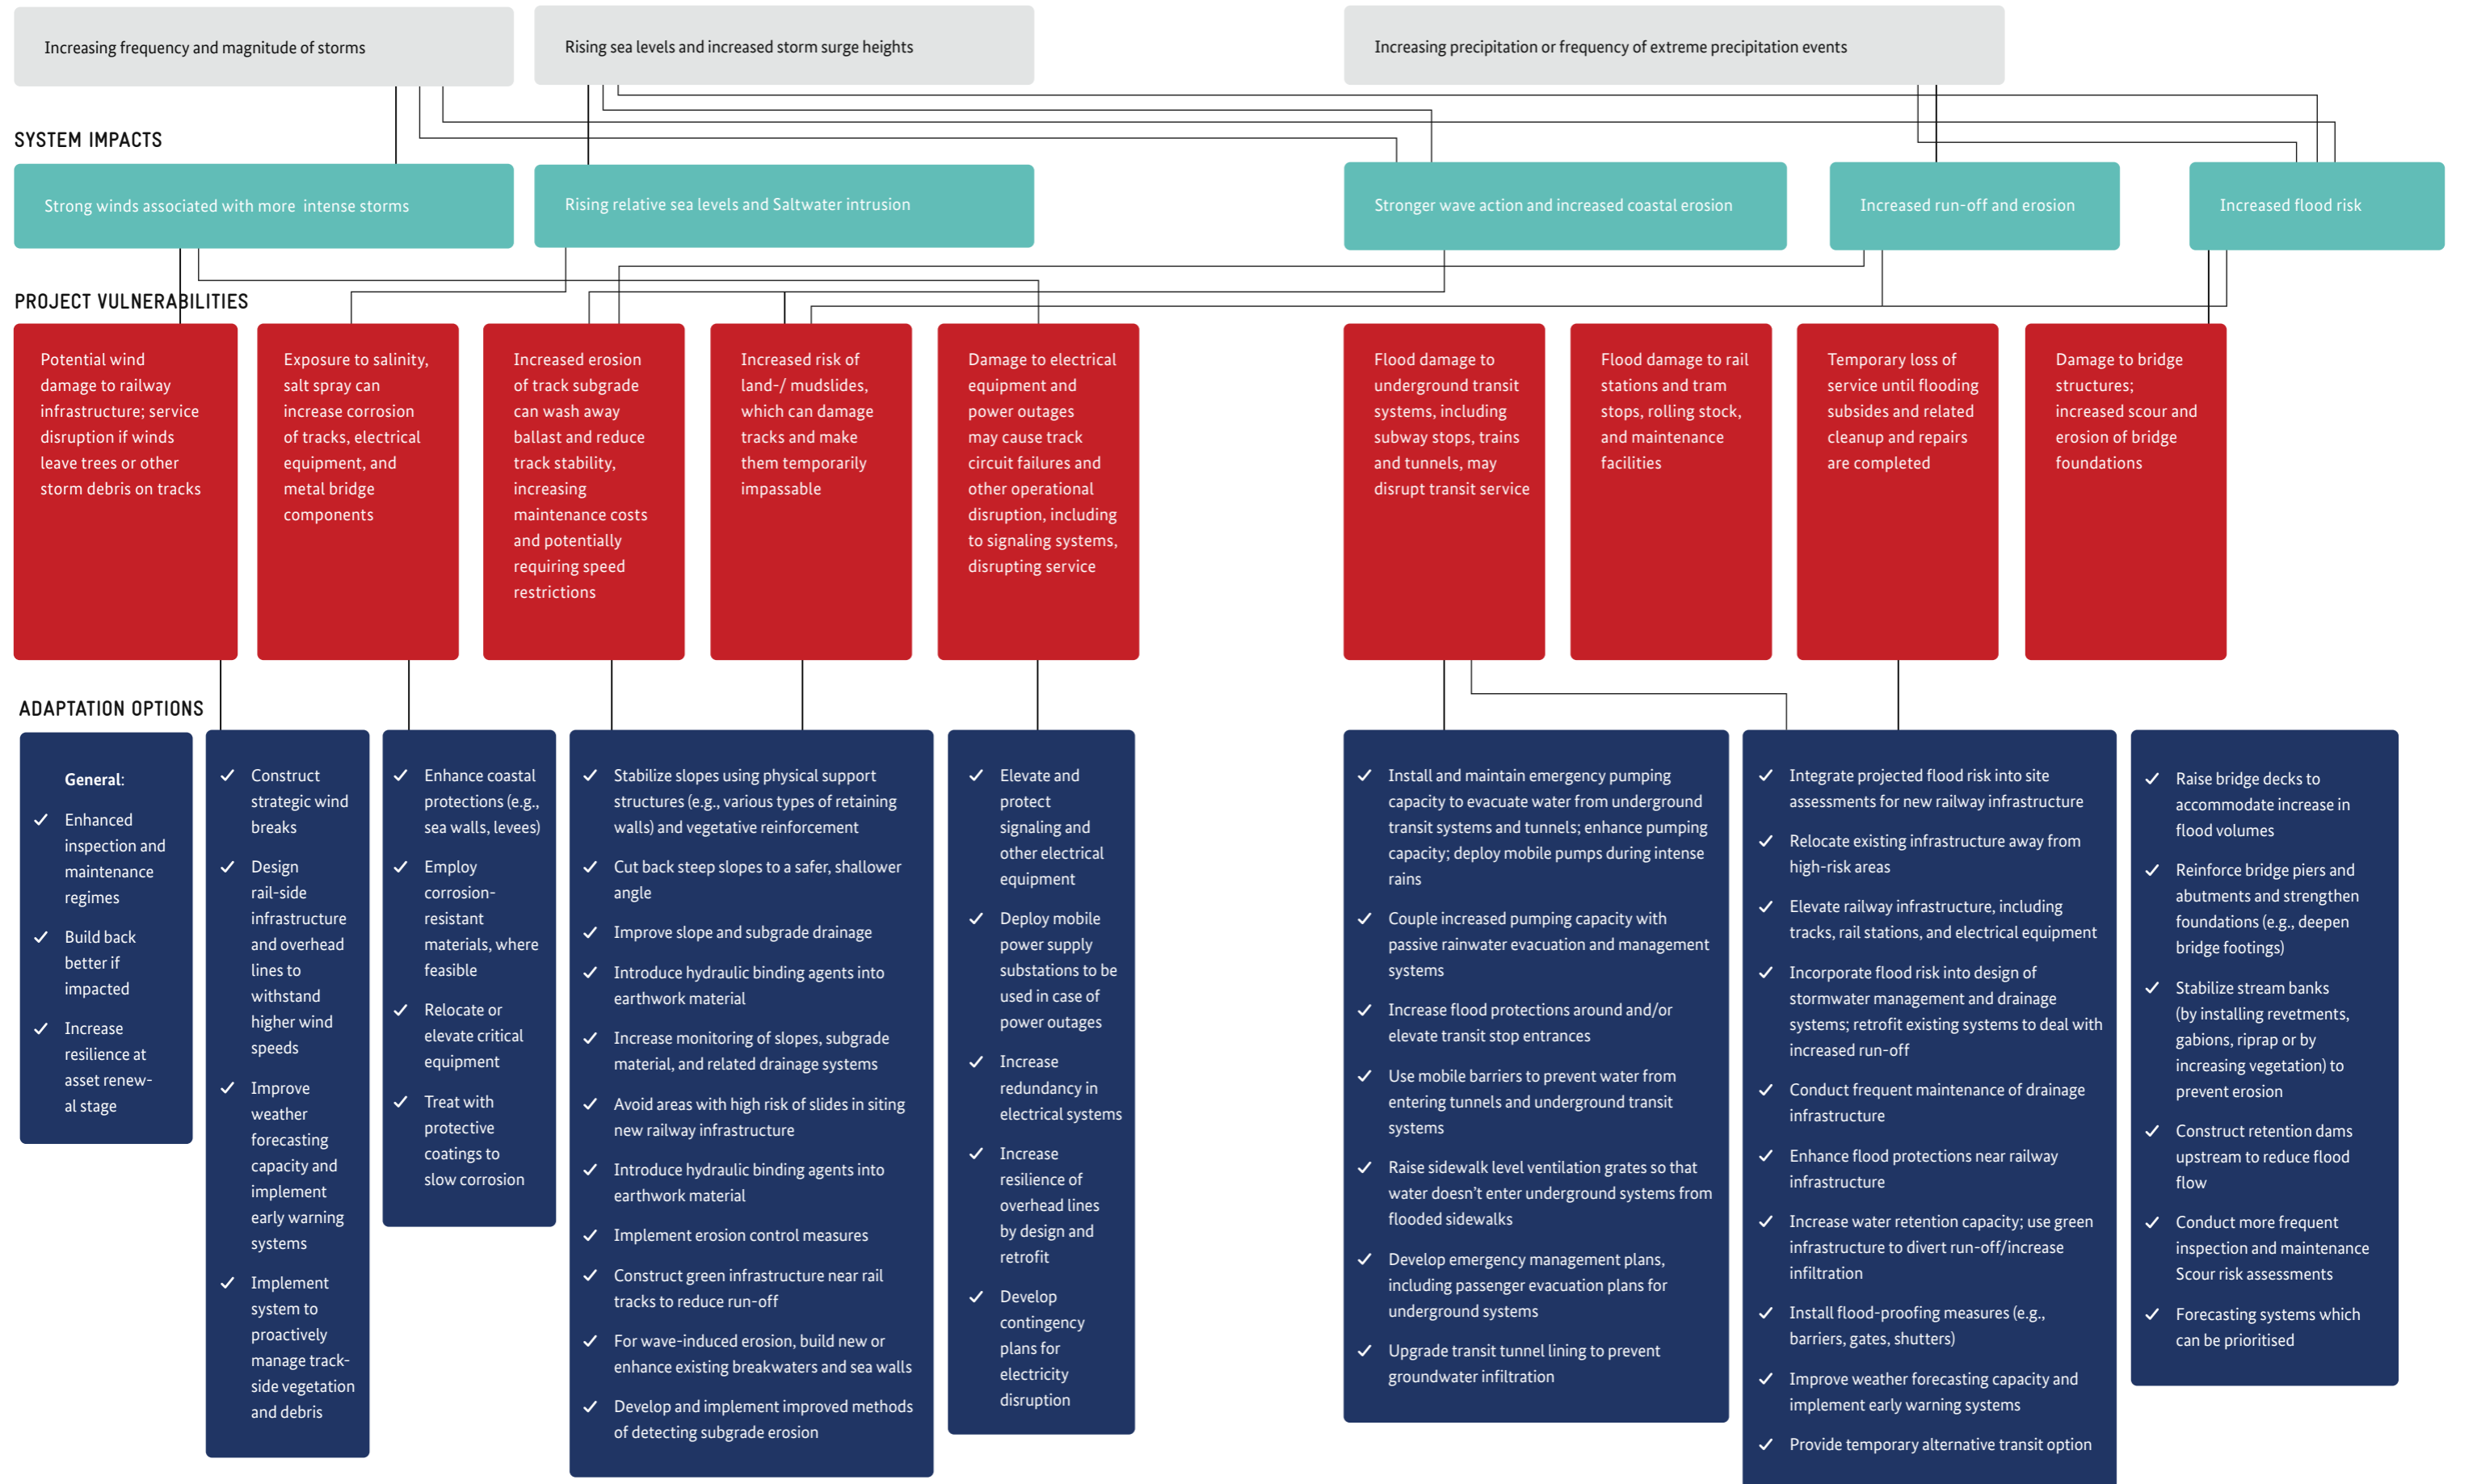 Increasing frequency and magnitude of storms
Rising sea levels and increased storm surge heights
Increasing precipitation or frequency of extreme precipitation events
SYSTEM IMPACTS
Strong winds associated with more intense storms
Rising relative sea levels and Saltwater intrusion
Stronger wave action and increased coastal erosion
Increased run-off and erosion
Increased flood risk
PROJECT VULNERABILITIES
Potential wind
damage to railway
infrastructure; service
disruption if winds
leave trees or other
storm debris on tracks
Exposure to salinity,
salt spray can
increase corrosion
of tracks, electrical
equipment, and
metal bridge
components
Increased erosion
of track subgrade
can wash away
ballast and reduce
track stability,
increasing
maintenance costs
and potentially
requiring speed
restrictions
Increased risk of
land-/ mudslides,
which can damage
tracks and make
them temporarily
impassable
Damage to electrical
equipment and
power outages
may cause track
circuit failures and
other operational
disruption, including
to signaling systems,
disrupting service
Flood damage to
underground transit
systems, including
subway stops, trains
and tunnels, may
disrupt transit service
Flood damage to rail
stations and tram
stops, rolling stock,
and maintenance
facilities
Temporary loss of
service until flooding
subsides and related
cleanup and repairs
are completed
Damage to bridge
structures;
increased scour and
erosion of bridge
foundations
ADAPTATION OPTIONS
General:
✓ Enhanced
inspection and
maintenance
regimes
✓ Build back
better if
impacted
✓ Increase
resilience at
asset renew-
al stage
✓ Construct
strategic wind
breaks
✓ Design
rail-side
infrastructure
and overhead
lines to
withstand
higher wind
speeds
✓ Improve
weather
forecasting
capacity and
implement
early warning
systems
✓ Implement
system to
proactively
manage track-
side vegetation
and debris
✓ Enhance coastal
protections (e.g.,
sea walls, levees)
✓ Employ
corrosion-
resistant
materials, where
feasible
✓ Relocate or
elevate critical
equipment
✓ Treat with
protective
coatings to
slow corrosion
✓ Stabilize slopes using physical support
structures (e.g., various types of retaining
walls) and vegetative reinforcement
✓ Cut back steep slopes to a safer, shallower
angle
✓ Improve slope and subgrade drainage
✓ Introduce hydraulic binding agents into
earthwork material
✓ Increase monitoring of slopes, subgrade
material, and related drainage systems
✓ Avoid areas with high risk of slides in siting
new railway infrastructure
✓ Introduce hydraulic binding agents into
earthwork material
✓ Implement erosion control measures
✓ Construct green infrastructure near rail
tracks to reduce run-off
✓ For wave-induced erosion, build new or
enhance existing breakwaters and sea walls
✓ Develop and implement improved methods
of detecting subgrade erosion
✓ Elevate and
protect
signaling and
other electrical
equipment
✓ Deploy mobile
power supply
substations to be
used in case of
power outages
✓ Increase
redundancy in
electrical systems
✓ Increase
resilience of
overhead lines
by design and
retrofit
✓ Develop
contingency
plans for
electricity
disruption
✓ Install and maintain emergency pumping
capacity to evacuate water from underground
transit systems and tunnels; enhance pumping
capacity; deploy mobile pumps during intense
rains
✓ Couple increased pumping capacity with
passive rainwater evacuation and management
systems
✓ Increase flood protections around and/or
elevate transit stop entrances
✓ Use mobile barriers to prevent water from
entering tunnels and underground transit
systems
✓ Raise sidewalk level ventilation grates so that
water doesn't enter underground systems from
flooded sidewalks
✓ Develop emergency management plans,
including passenger evacuation plans for
underground systems
✓ Upgrade transit tunnel lining to prevent
groundwater infiltration
✓ Integrate projected flood risk into site
assessments for new railway infrastructure
✓ Relocate existing infrastructure away from
high-risk areas
✓ Elevate railway infrastructure, including
tracks, rail stations, and electrical equipment
✓ Incorporate flood risk into design of
stormwater management and drainage
systems; retrofit existing systems to deal with
increased run-off
✓ Conduct frequent maintenance of drainage
infrastructure
✓ Enhance flood protections near railway
infrastructure
✓ Increase water retention capacity; use green
infrastructure to divert run-off/increase
infiltration
✓ Install flood-proofing measures (e.g.,
barriers, gates, shutters)
✓ Improve weather forecasting capacity and
implement early warning systems
✓ Provide temporary alternative transit option
✓ Raise bridge decks to
accommodate increase in
flood volumes
✓ Reinforce bridge piers and
abutments and strengthen
foundations (e.g., deepen
bridge footings)
✓ Stabilize stream banks
(by installing revetments,
gabions, riprap or by
increasing vegetation) to
prevent erosion
✓ Construct retention dams
upstream to reduce flood
flow
✓ Conduct more frequent
inspection and maintenance
Scour risk assessments
✓ Forecasting systems which
can be prioritised